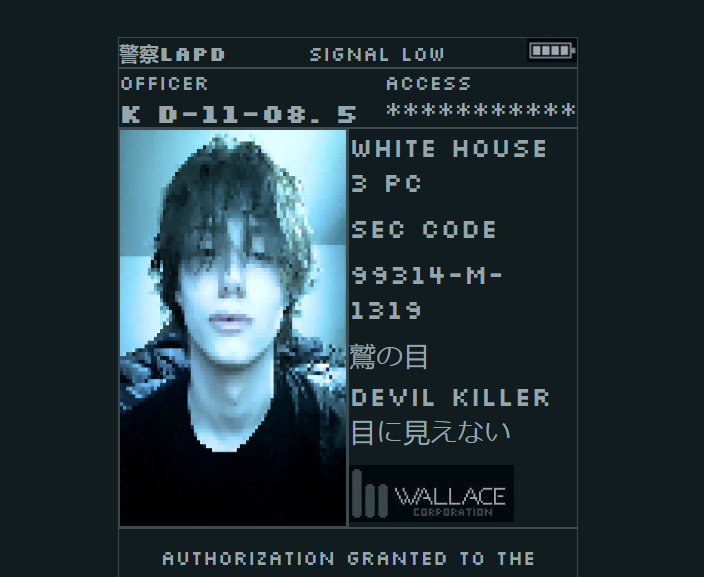 警察LAPD SIGNAL LOW
OFFICER ACCESS
K D-11-08. 5 ***********
WHITE HOUSE
3 PC
SEC CODE
99314-M-
1319
鷲の目
DEVIL KILLER
目に見えない
WALLACE
CORPORATION
AUTHORIZATION GRANTED TO THE